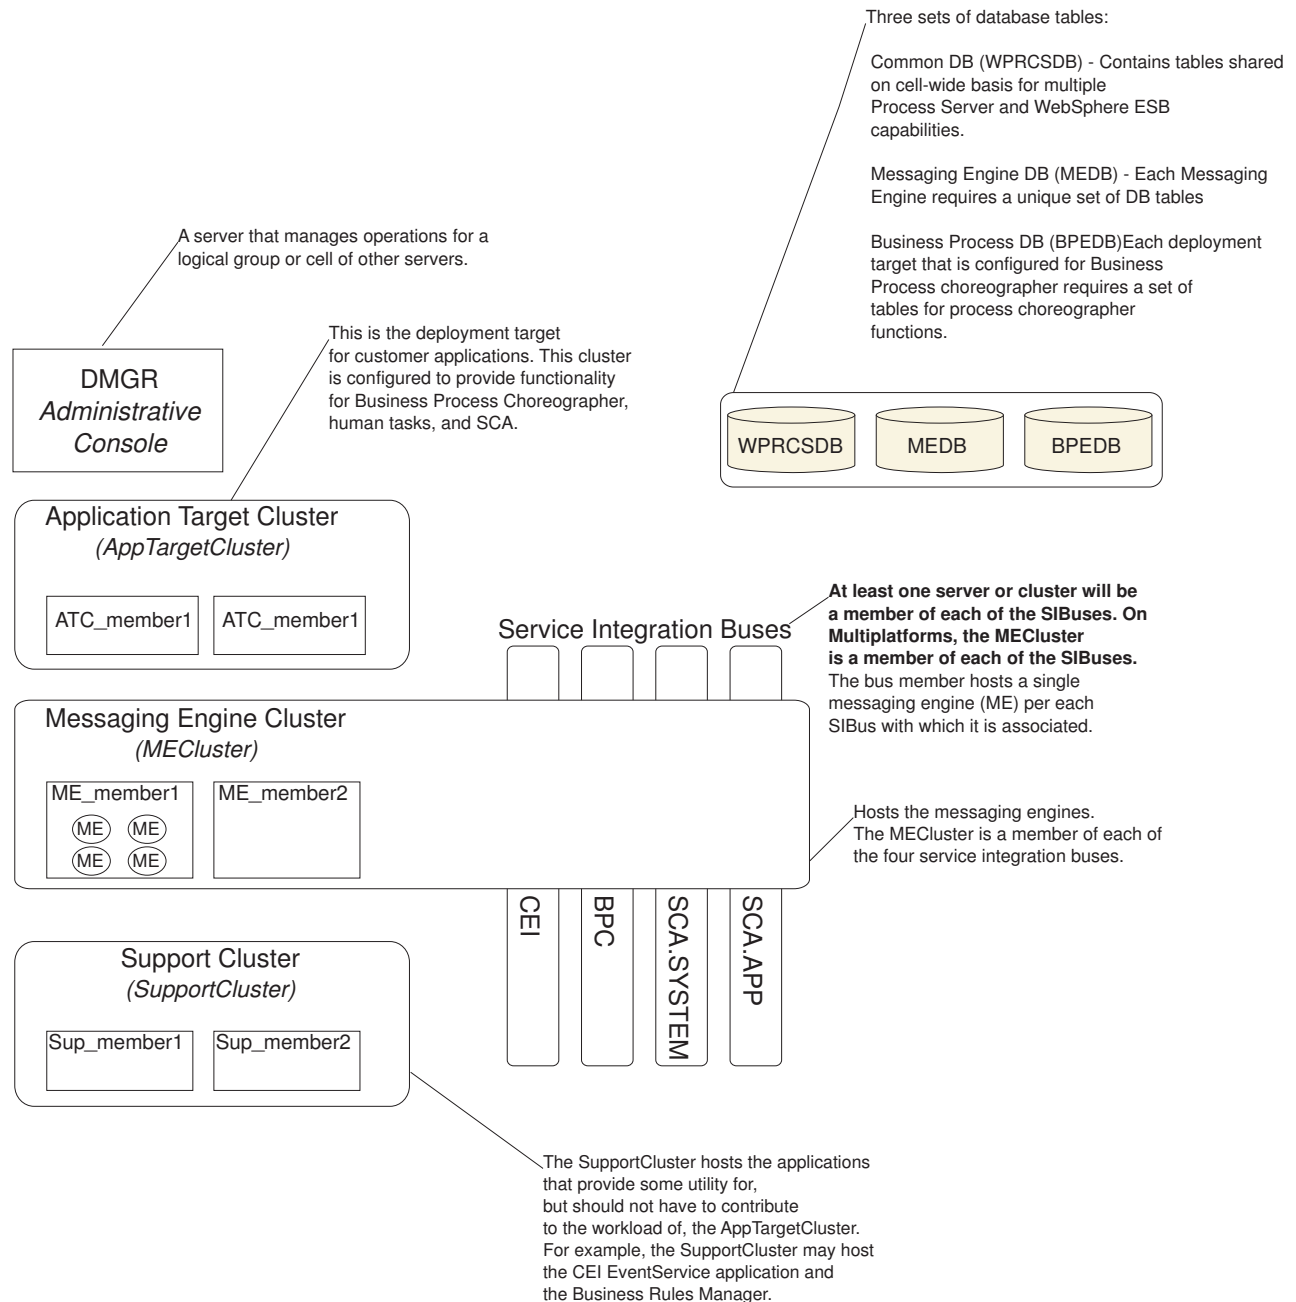 Three sets of database tables:
Common DB (WPRCSDB) - Contains tables shared
on cell-wide basis for multiple
Process Server and WebSphere ESB
capabilities.
Messaging Engine DB (MEDB) - Each Messaging
Engine requires a unique set of DB tables
Business Process DB (BPEDB)Each deployment
target that is configured for Business
Process choreographer requires a set of
tables for process choreographer
functions.
A server that manages operations for a
logical group or cell of other servers.
This is the deployment target
for customer applications. This cluster
is configured to provide functionality
for Business Process Choreographer,
human tasks, and SCA.
DMGR
Administrative
Console
WPRCSDB
MEDB
BPEDB
Application Target Cluster
(AppTargetCluster)
ATC_member1
ATC_member1
Service Integration Buses
At least one server or cluster will be
a member of each of the SIBuses. On
Multiplatforms, the MECluster
is a member of each of the SIBuses.
The bus member hosts a single
messaging engine (ME) per each
SIBus with which it is associated.
Messaging Engine Cluster
(MECluster)
ME_member1
ME ME
ME ME
ME_member2
Hosts the messaging engines.
The MECluster is a member of each of
the four service integration buses.
CEI
BPC
SCA.SYSTEM
SCA.APP
Support Cluster
(SupportCluster)
Sup_member1
Sup_member2
The SupportCluster hosts the applications
that provide some utility for,
but should not have to contribute
to the workload of, the AppTargetCluster.
For example, the SupportCluster may host
the CEI EventService application and
the Business Rules Manager.